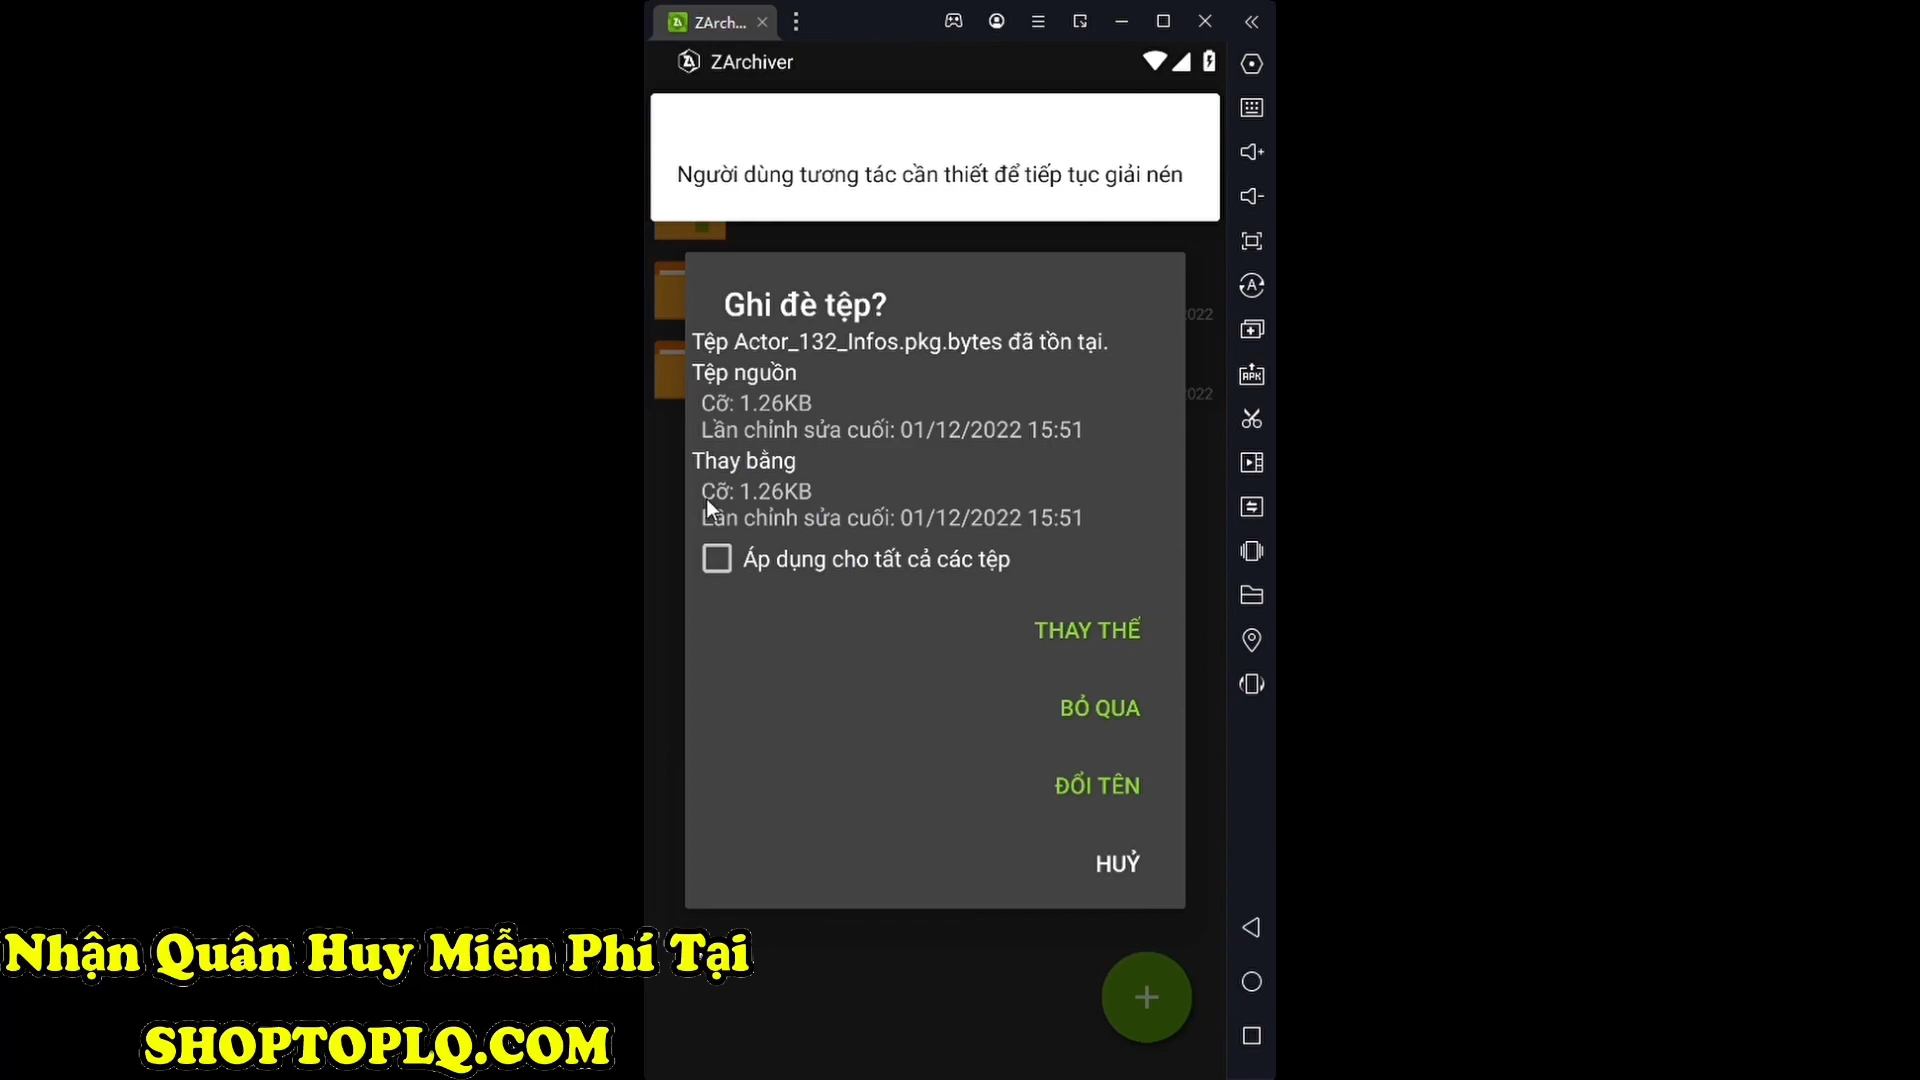 ZArch...
ZArchiver
Người dùng tương tác cần thiết để tiếp tục giải nén
Ghi đè tệp?
Tệp Actor_132_Infos.pkg.bytes đã tồn tại.
2022
Tệp nguồn
2022
Cỡ: 1.26KB
Lần chỉnh sửa cuối: 01/12/2022 15:51
Thay bằng
Cỡ: 1.26KB
Lần chỉnh sửa cuối: 01/12/2022 15:51
Áp dụng cho tất cả các tệp
THAY THẾ
BỎ QUA
ĐỔI TÊN
HUỶ
APK
Nhận Quân Huy Miễn Phí Tại
SHOPTOPLQ.COM